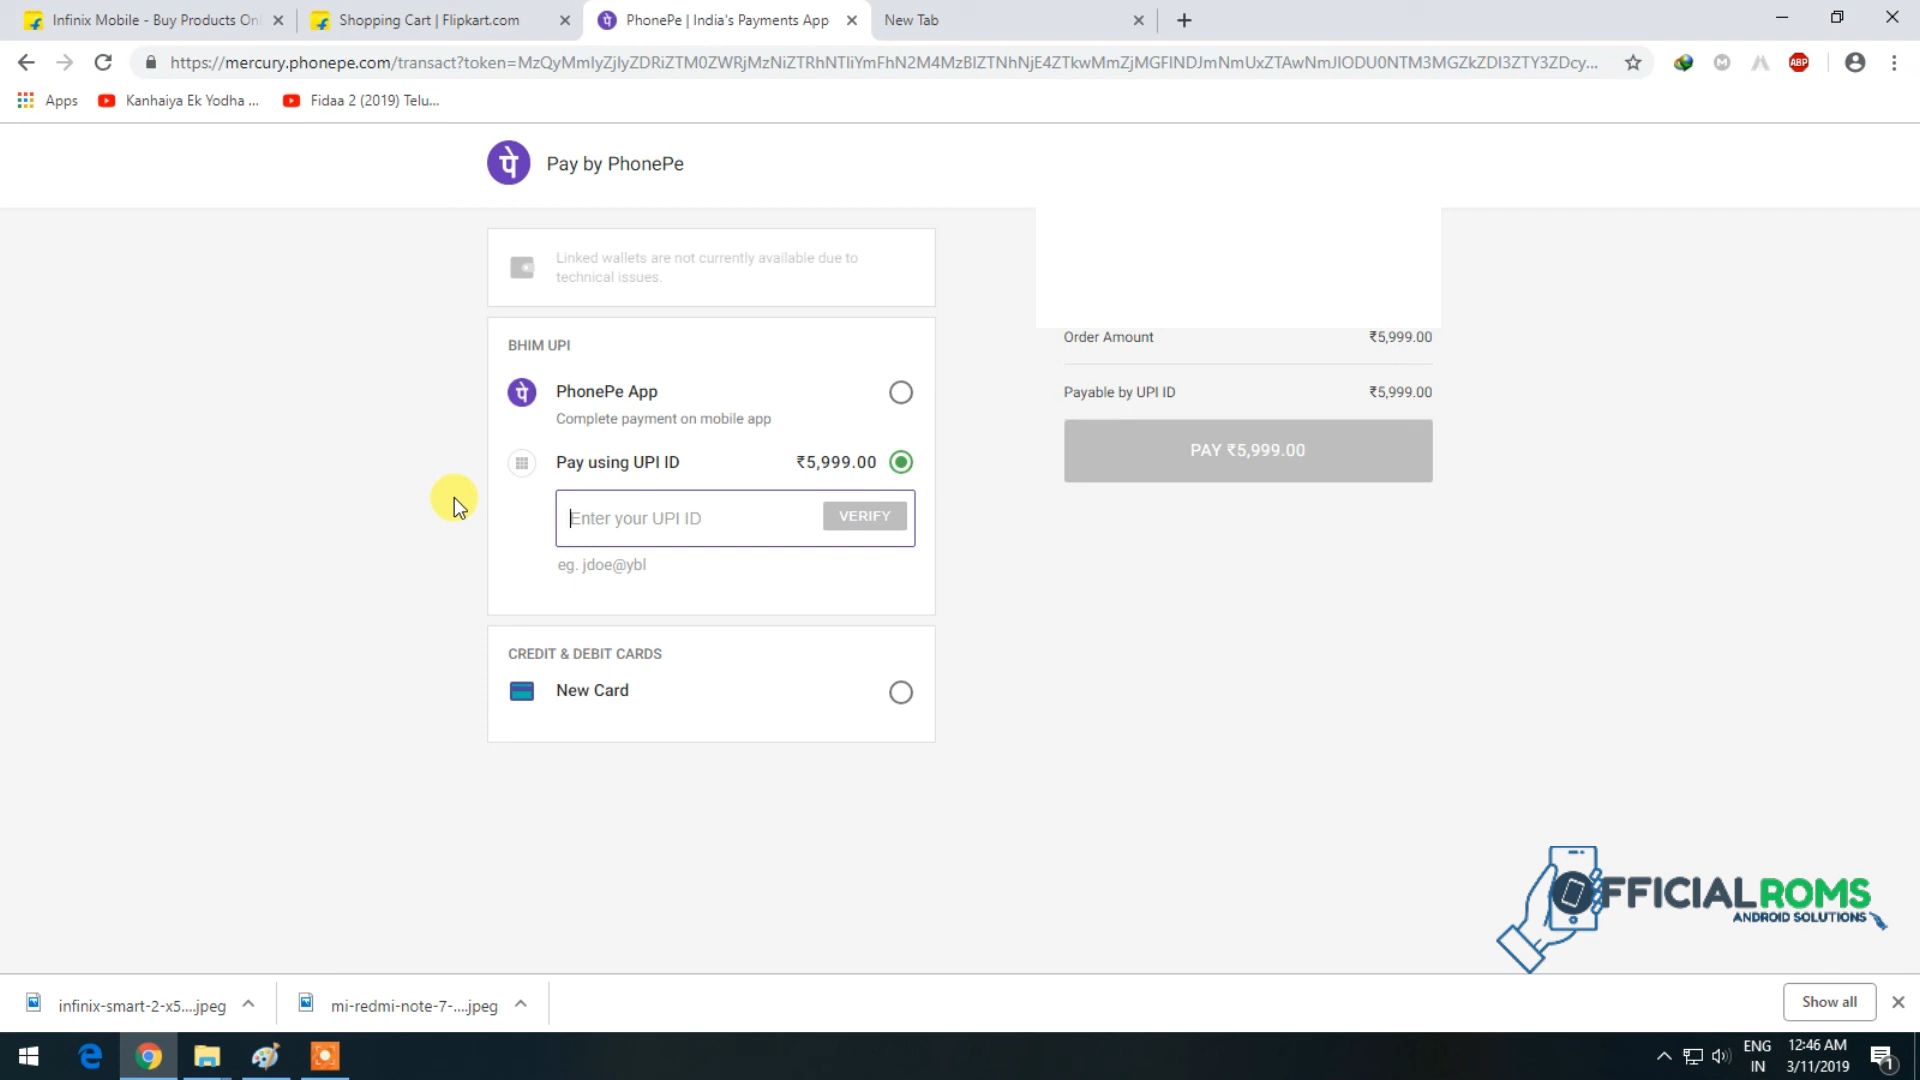 Infinix Mobile - Buy Products Onl
Shopping Cart | Flipkart.com
PhonePe | India's Payments App
New Tab
https://mercury.phonepe.com/transact?token=
ABP
Apps
Kanhaiya Ek Yodha ...
Fidaa 2 (2019) Telu...
पे
Pay by PhonePe
Linked wallets are not currently available due to
technical issues.
BHIM UPI
पे
PhonePe App
Complete payment on mobile app
Pay using UPI ID
₹5,999.00
Enter your UPI ID
VERIFY
eg. jdoe@ybl
CREDIT & DEBIT CARDS
New Card
Order Amount
₹5,999.00
Payable by UPI ID
₹5,999.00
PAY ₹5,999.00
OFFICIALROMS
ANDROID SOLUTIONS
infinix-smart-2-x5....jpeg
mi-redmi-note-7-....jpeg
Show all
ENG
IN
12:46 AM
3/11/2019
1